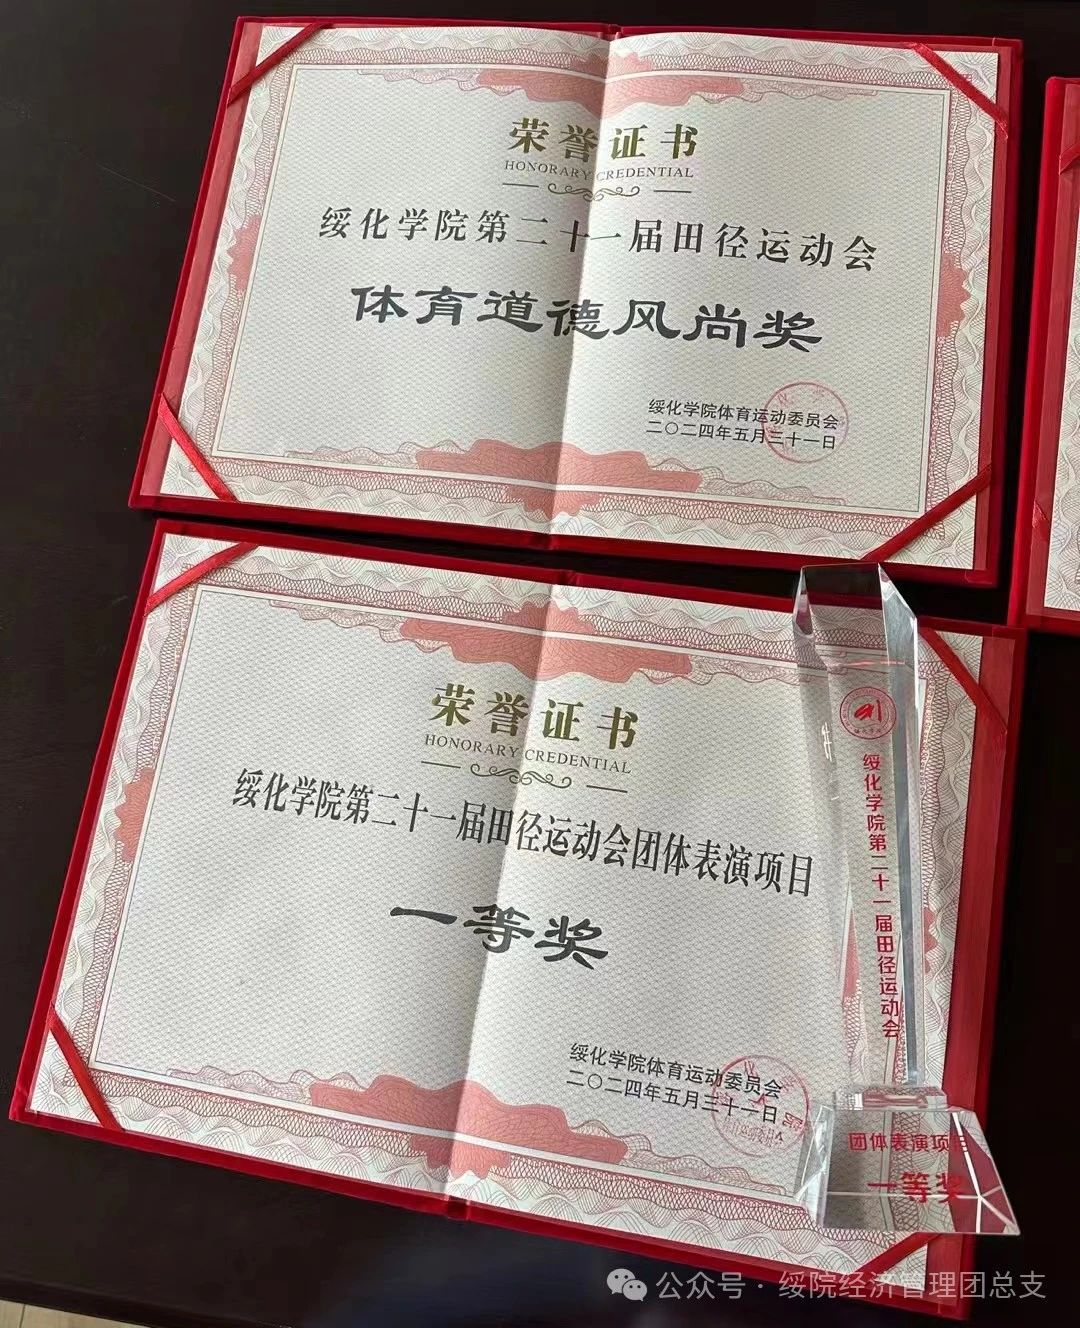 荣誉证书
HONORARY CREDENTIAL
绥化学院第二十一届田径运动会
体育道德风尚奖
绥化学院体育运动委员会
二〇二四年五月三十一日
荣誉证书
HONORARY CREDENTIAL
绥化学院第二十一届田径运动会团体表演项目
一等奖
绥化学院体育运动委员会
二〇二四年五月三十一日
绥化学院第二十一届田径运动会
团体表演项目
一等奖
公众号·绥院经济管理团总支